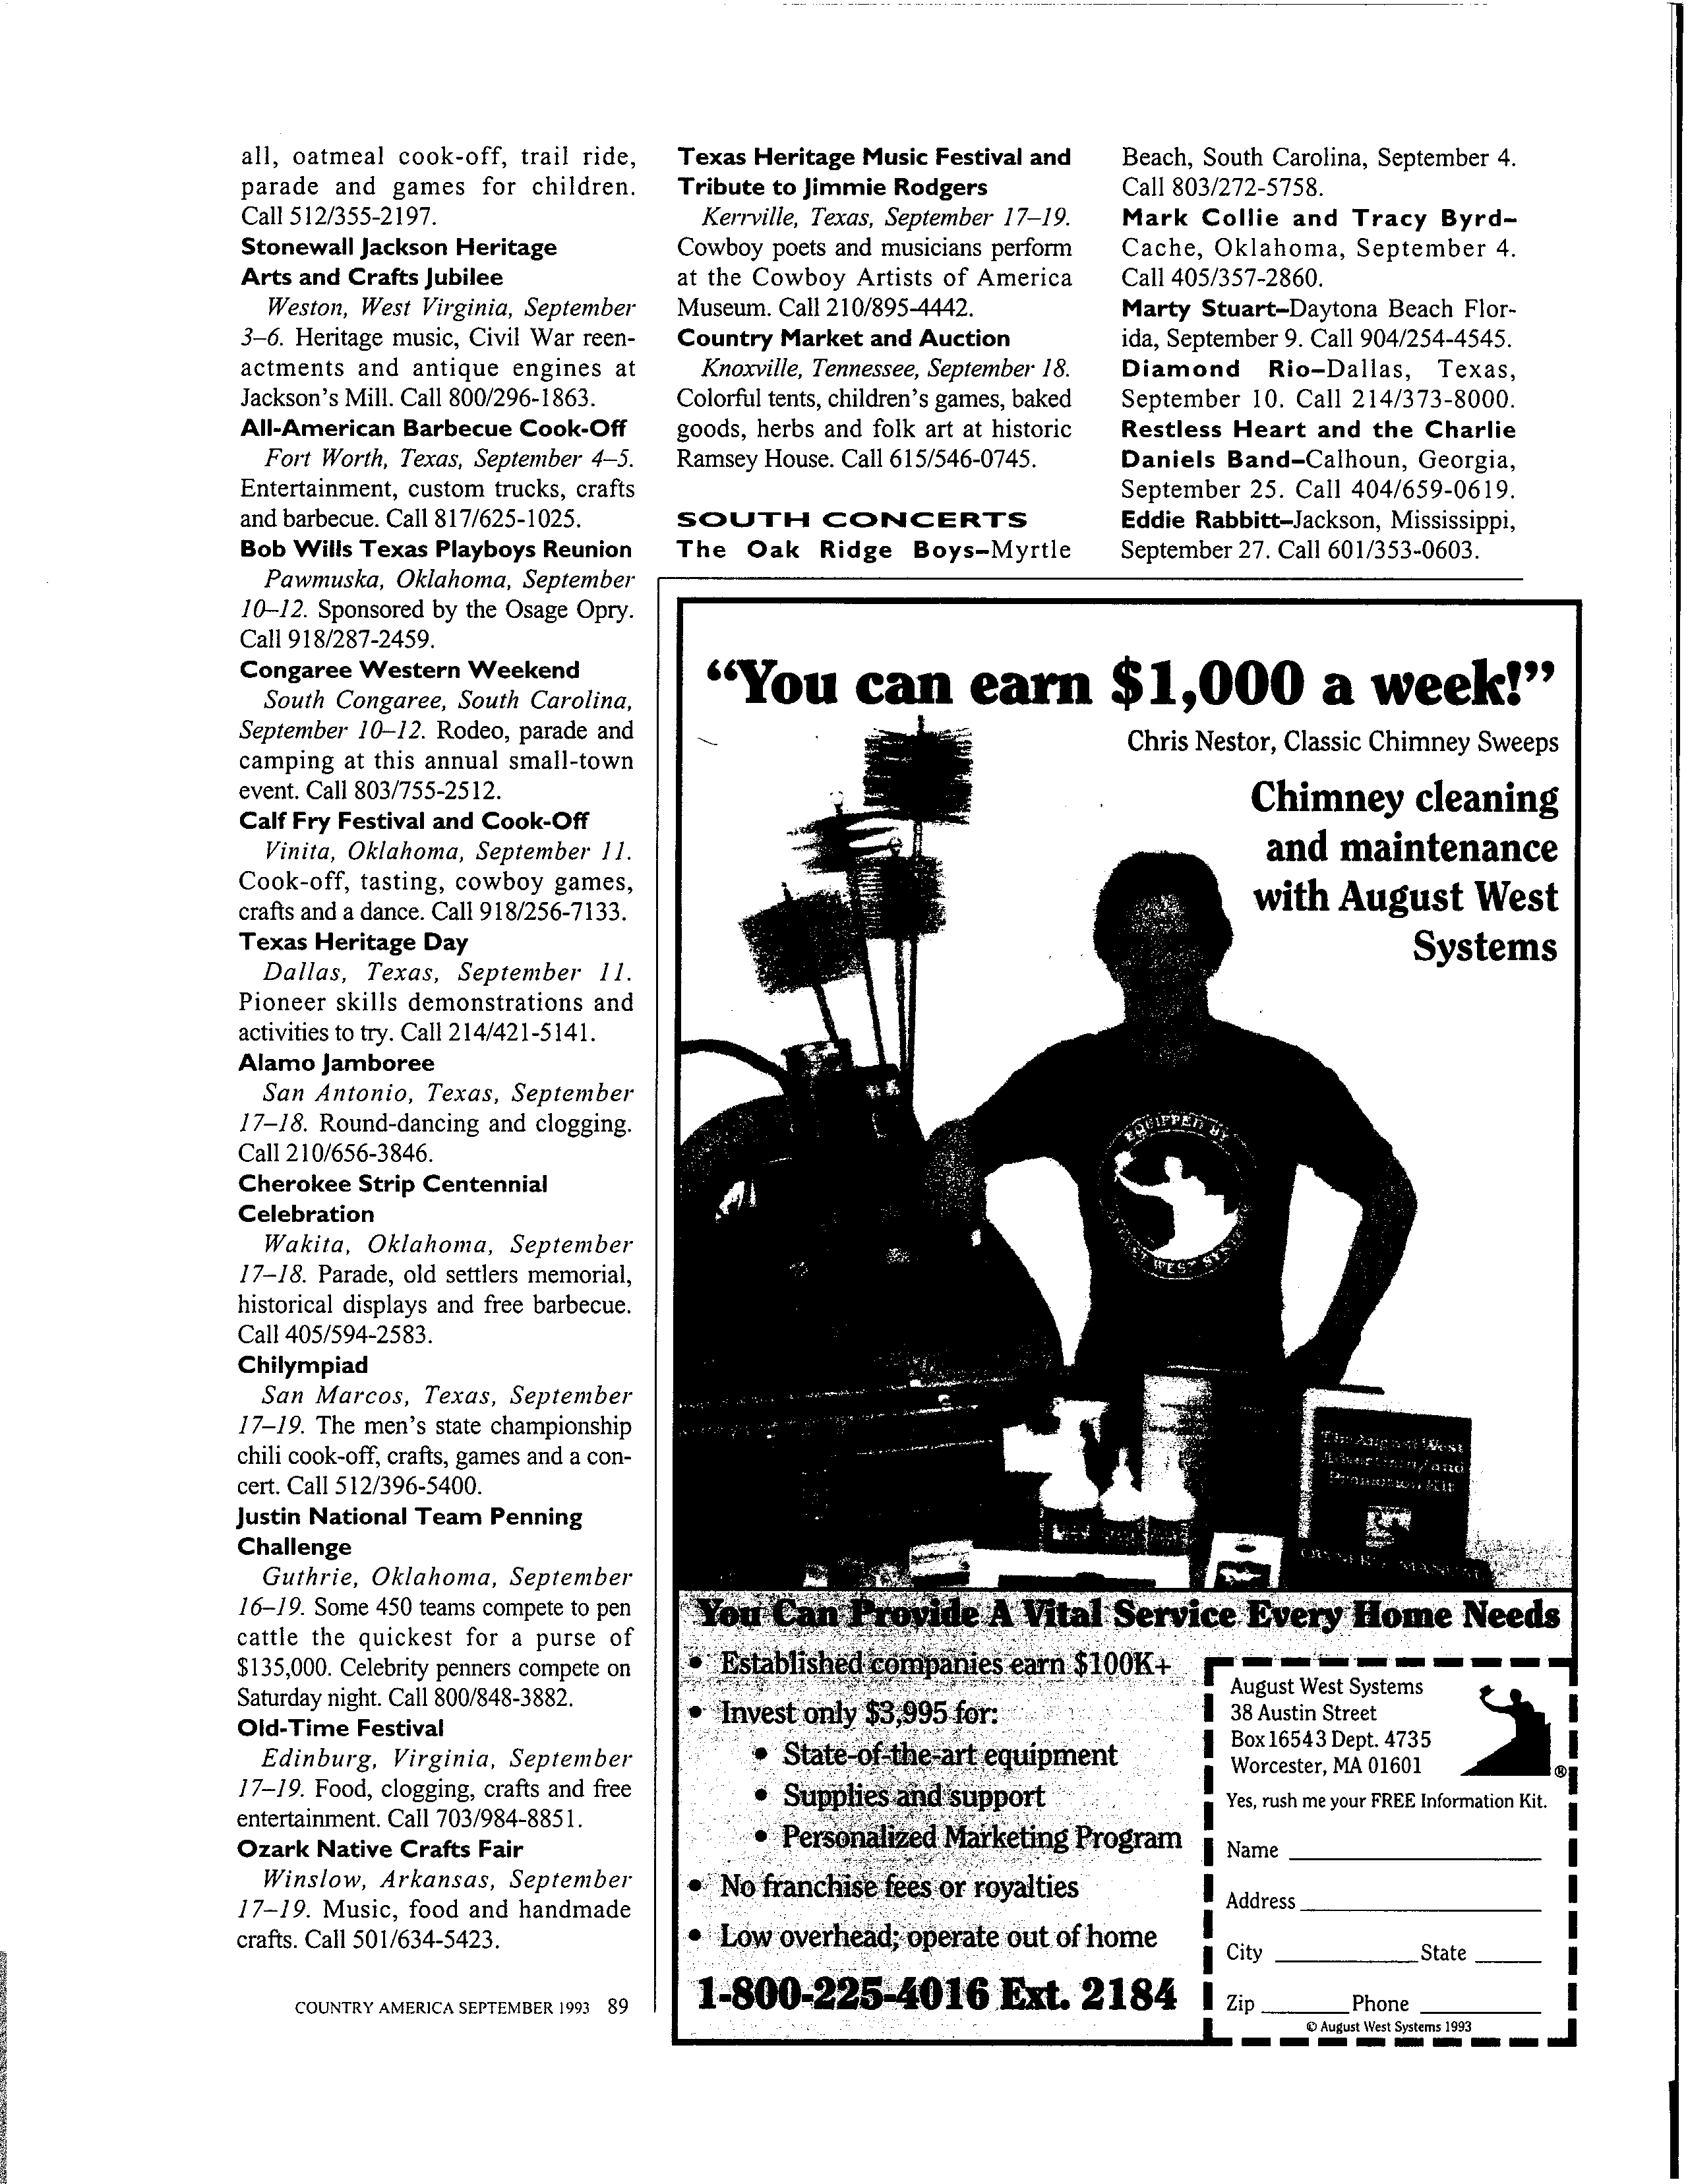 all, oatmeal cook-off, trail ride,
parade and games for children.
Call 512/355-2197.
Stonewall Jackson Heritage
Arts and Crafts Jubilee
Weston, West Virginia, September
3–6. Heritage music, Civil War reen-
actments and antique engines at
Jackson's Mill. Call 800/296-1863.
All-American Barbecue Cook-Off
Fort Worth, Texas, September 4–5.
Entertainment, custom trucks, crafts
and barbecue. Call 817/625-1025.
Bob Wills Texas Playboys Reunion
Pawmuska, Oklahoma, September
10–12. Sponsored by the Osage Opry.
Call 918/287-2459.
Congaree Western Weekend
South Congaree, South Carolina,
September 10–12. Rodeo, parade and
camping at this annual small-town
event. Call 803/755-2512.
Calf Fry Festival and Cook-Off
Vinita, Oklahoma, September 11.
Cook-off, tasting, cowboy games,
crafts and a dance. Call 918/256-7133.
Texas Heritage Day
Dallas, Texas, September 11.
Pioneer skills demonstrations and
activities to try. Call 214/421-5141.
Alamo Jamboree
San Antonio, Texas, September
17–18. Round-dancing and clogging.
Call 210/656-3846.
Cherokee Strip Centennial
Celebration
Wakita, Oklahoma, September
17–18. Parade, old settlers memorial,
historical displays and free barbecue.
Call 405/594-2583.
Chilympiad
San Marcos, Texas, September
17–19. The men's state championship
chili cook-off, crafts, games and a con-
cert. Call 512/396-5400.
Justin National Team Penning
Challenge
Guthrie, Oklahoma, September
16–19. Some 450 teams compete to pen
cattle the quickest for a purse of
$135,000. Celebrity penners compete on
Saturday night. Call 800/848-3882.
Old-Time Festival
Edinburg, Virginia, September
17–19. Food, clogging, crafts and free
entertainment. Call 703/984-8851.
Ozark Native Crafts Fair
Winslow, Arkansas, September
17–19. Music, food and handmade
crafts. Call 501/634-5423.
Texas Heritage Music Festival and
Tribute to Jimmie Rodgers
Kerrville, Texas, September 17–19.
Cowboy poets and musicians perform
at the Cowboy Artists of America
Museum. Call 210/895-4442.
Country Market and Auction
Knoxville, Tennessee, September 18.
Colorful tents, children's games, baked
goods, herbs and folk art at historic
Ramsey House. Call 615/546-0745.
SOUTH CONCERTS
The Oak Ridge Boys–Myrtle
Beach, South Carolina, September 4.
Call 803/272-5758.
Mark Collie and Tracy Byrd–
Cache, Oklahoma, September 4.
Call 405/357-2860.
Marty Stuart–Daytona Beach Flor-
ida, September 9. Call 904/254-4545.
Diamond Rio–Dallas, Texas,
September 10. Call 214/373-8000.
Restless Heart and the Charlie
Daniels Band–Calhoun, Georgia,
September 25. Call 404/659-0619.
Eddie Rabbitt–Jackson, Mississippi,
September 27. Call 601/353-0603.
“You can earn $1,000 a week!”
Chris Nestor, Classic Chimney Sweeps
Chimney cleaning
and maintenance
with August West
Systems
EQUIPPED BY
WEST
The August West
Advertising and
Promotion Kit
OWNER'S MANUAL
You Can Provide A Vital Service Every Home Needs
• Established companies earn $100K+
• Invest only $3,995 for:
• State-of-the-art equipment
• Supplies and support
• Personalized Marketing Program
• No franchise fees or royalties
• Low overhead; operate out of home
1-800-225-4016 Ext. 2184
August West Systems
38 Austin Street
Box 16543 Dept. 4735
Worcester, MA 01601
®
Yes, rush me your FREE Information Kit.
Name
Address
City State
Zip Phone
© August West Systems 1993
COUNTRY AMERICA SEPTEMBER 1993 89